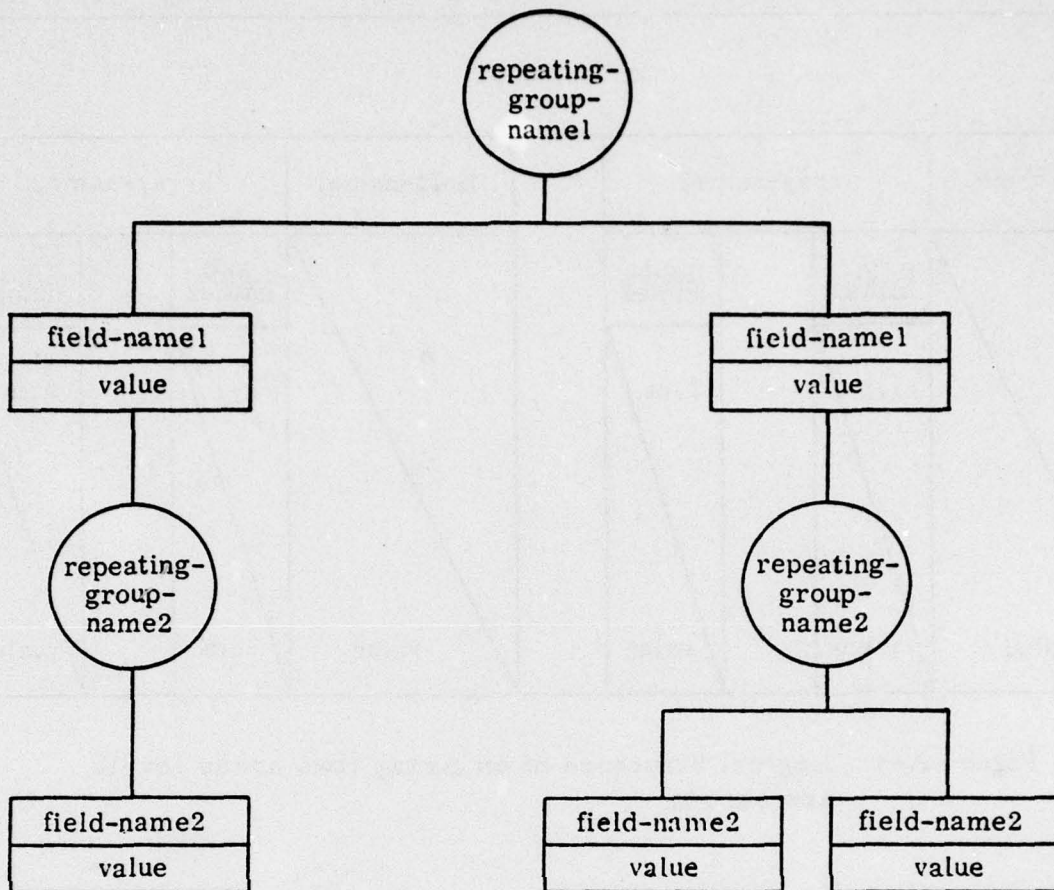 repeating-
group-
name1
field-name1
value
field-name1
value
repeating-
group-
name2
repeating-
group-
name2
field-name2
value
field-name2
value
field-name2
value